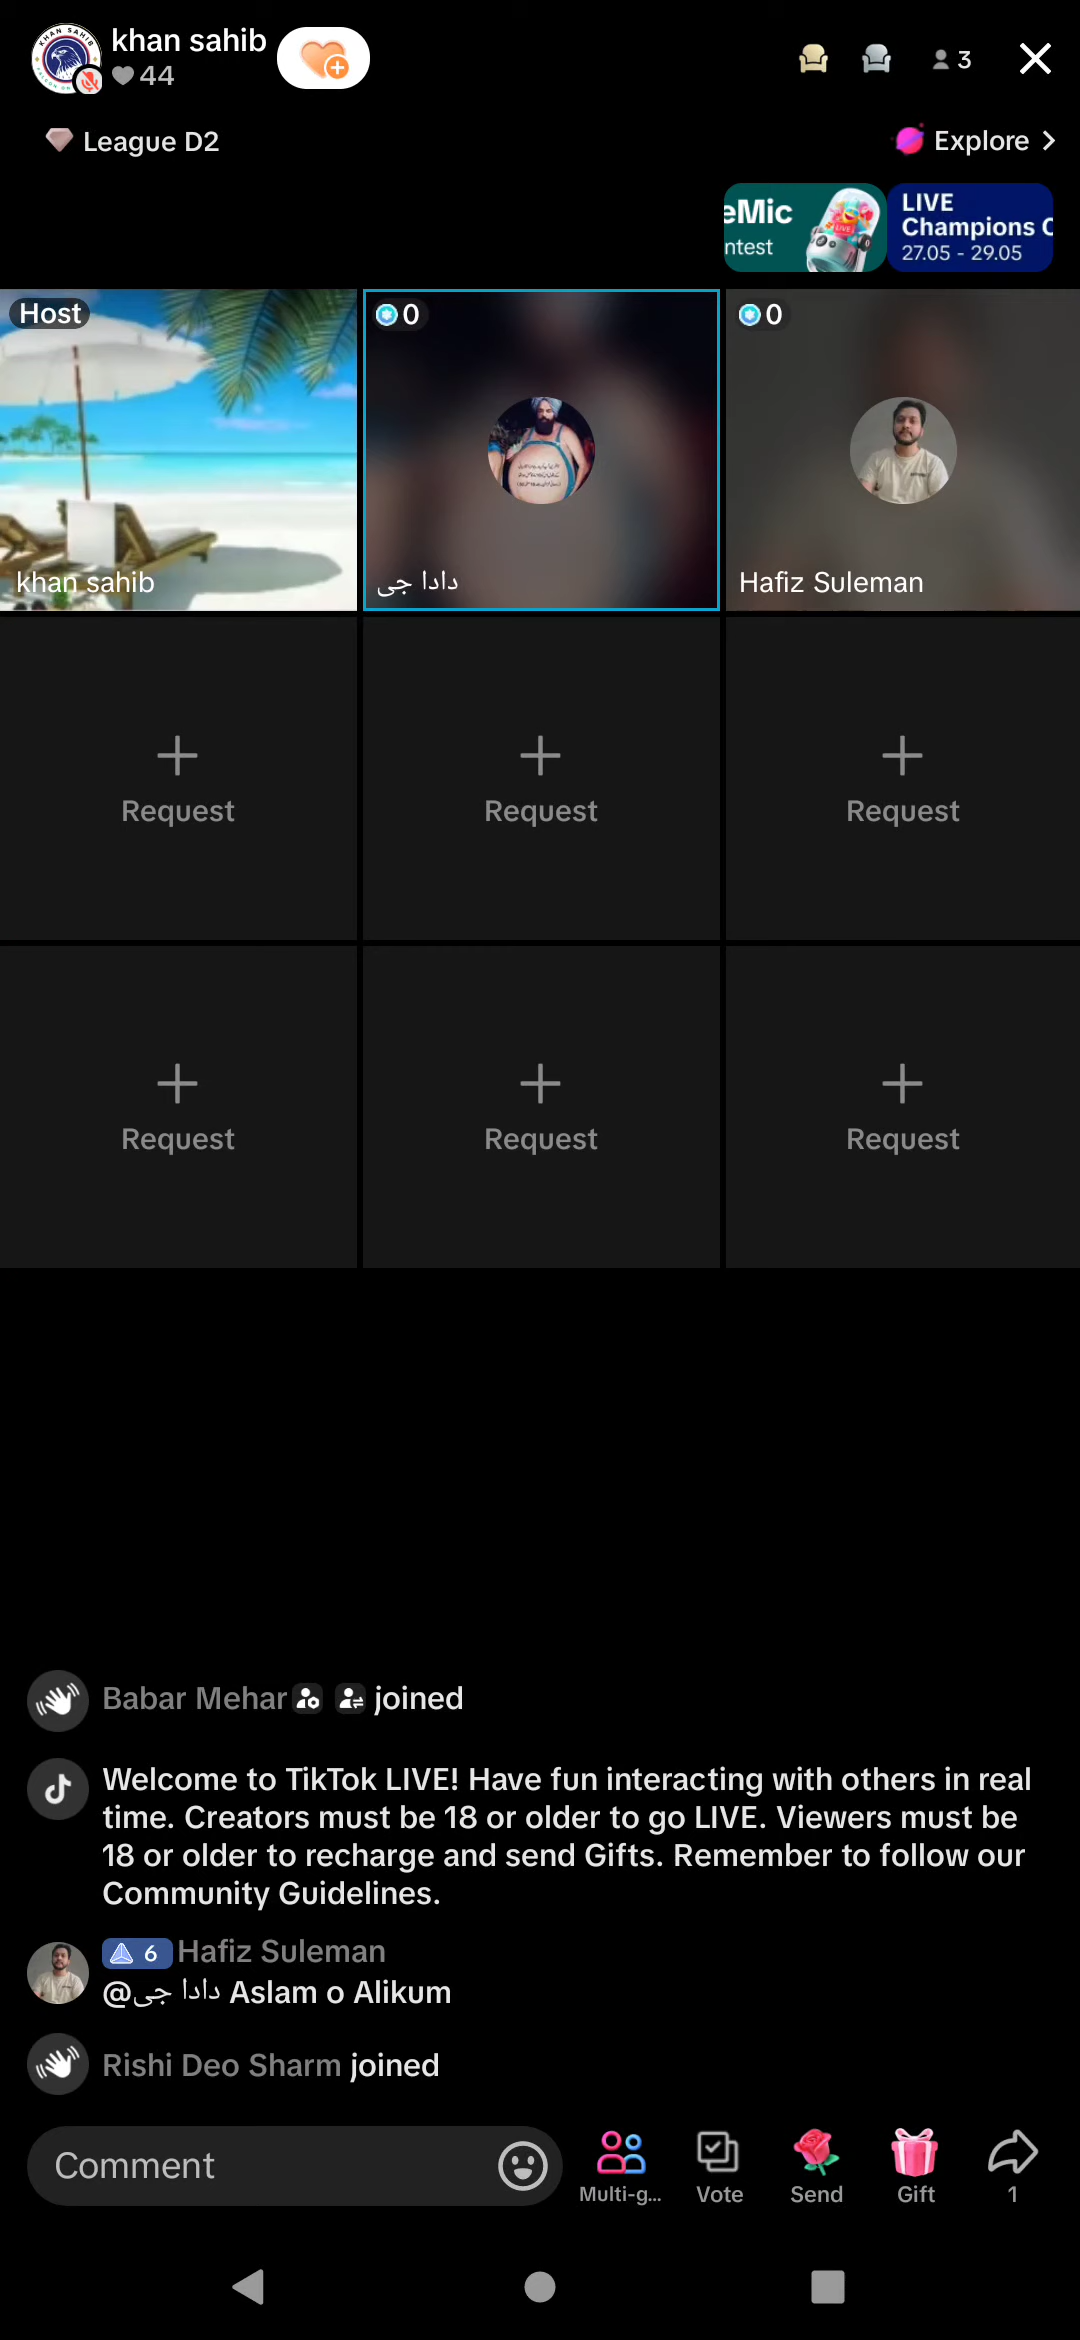 khan sahib
44
3
League D2
Explore
eMic
ntest
LIVE
Champions C
27.05 - 29.05
Host
0
0
khan sahib
دادا جی
Hafiz Suleman
Request
Request
Request
Request
Request
Request
Babar Mehar joined
Welcome to TikTok LIVE! Have fun interacting with others in real
time. Creators must be 18 or older to go LIVE. Viewers must be
18 or older to recharge and send Gifts. Remember to follow our
Community Guidelines.
6 Hafiz Suleman
@دادا جی Aslam o Alikum
Rishi Deo Sharm joined
Comment
Multi-g...
Vote
Send
Gift
1